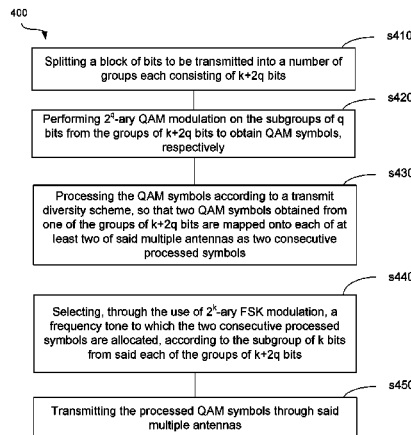 400
s410
Splitting a block of bits to be transmitted into a number
of groups each consisting of k+2q bits
s420
Performing 2^q-ary QAM modulation on the subgroups of q
bits from the groups of k+2q bits to obtain QAM symbols,
respectively
s430
Processing the QAM symbols according to a transmit
diversity scheme, so that two QAM symbols obtained from
one of the groups of k+2q bits are mapped onto each of at
least two of said multiple antennas as two consecutive
processed symbols
s440
Selecting, through the use of 2^k-ary FSK modulation, a
frequency tone to which the two consecutive processed
symbols are allocated, according to the subgroup of k bits
from said each of the groups of k+2q bits
s450
Transmitting the processed QAM symbols through said
multiple antennas